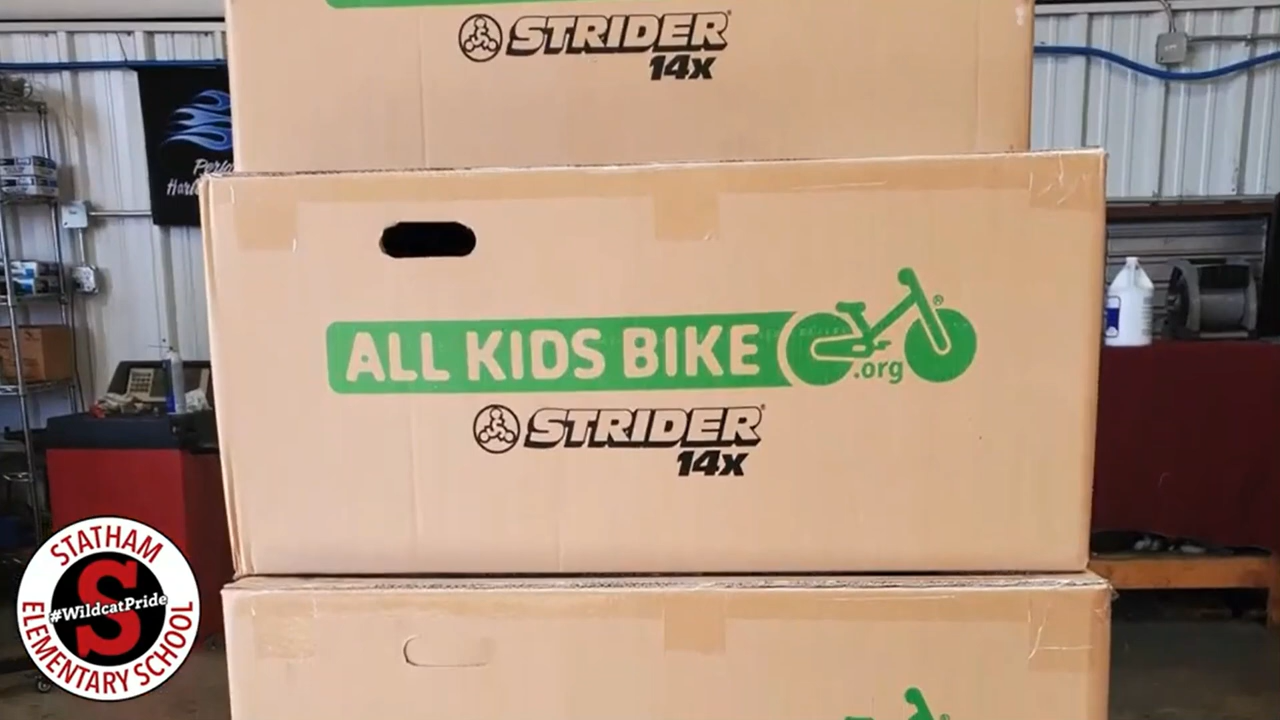 STRIDER
14x
ALL KIDS BIKE
.org
STRIDER®
14x
STATHAM
#WildcatPride
S
ELEMENTARY SCHOOL